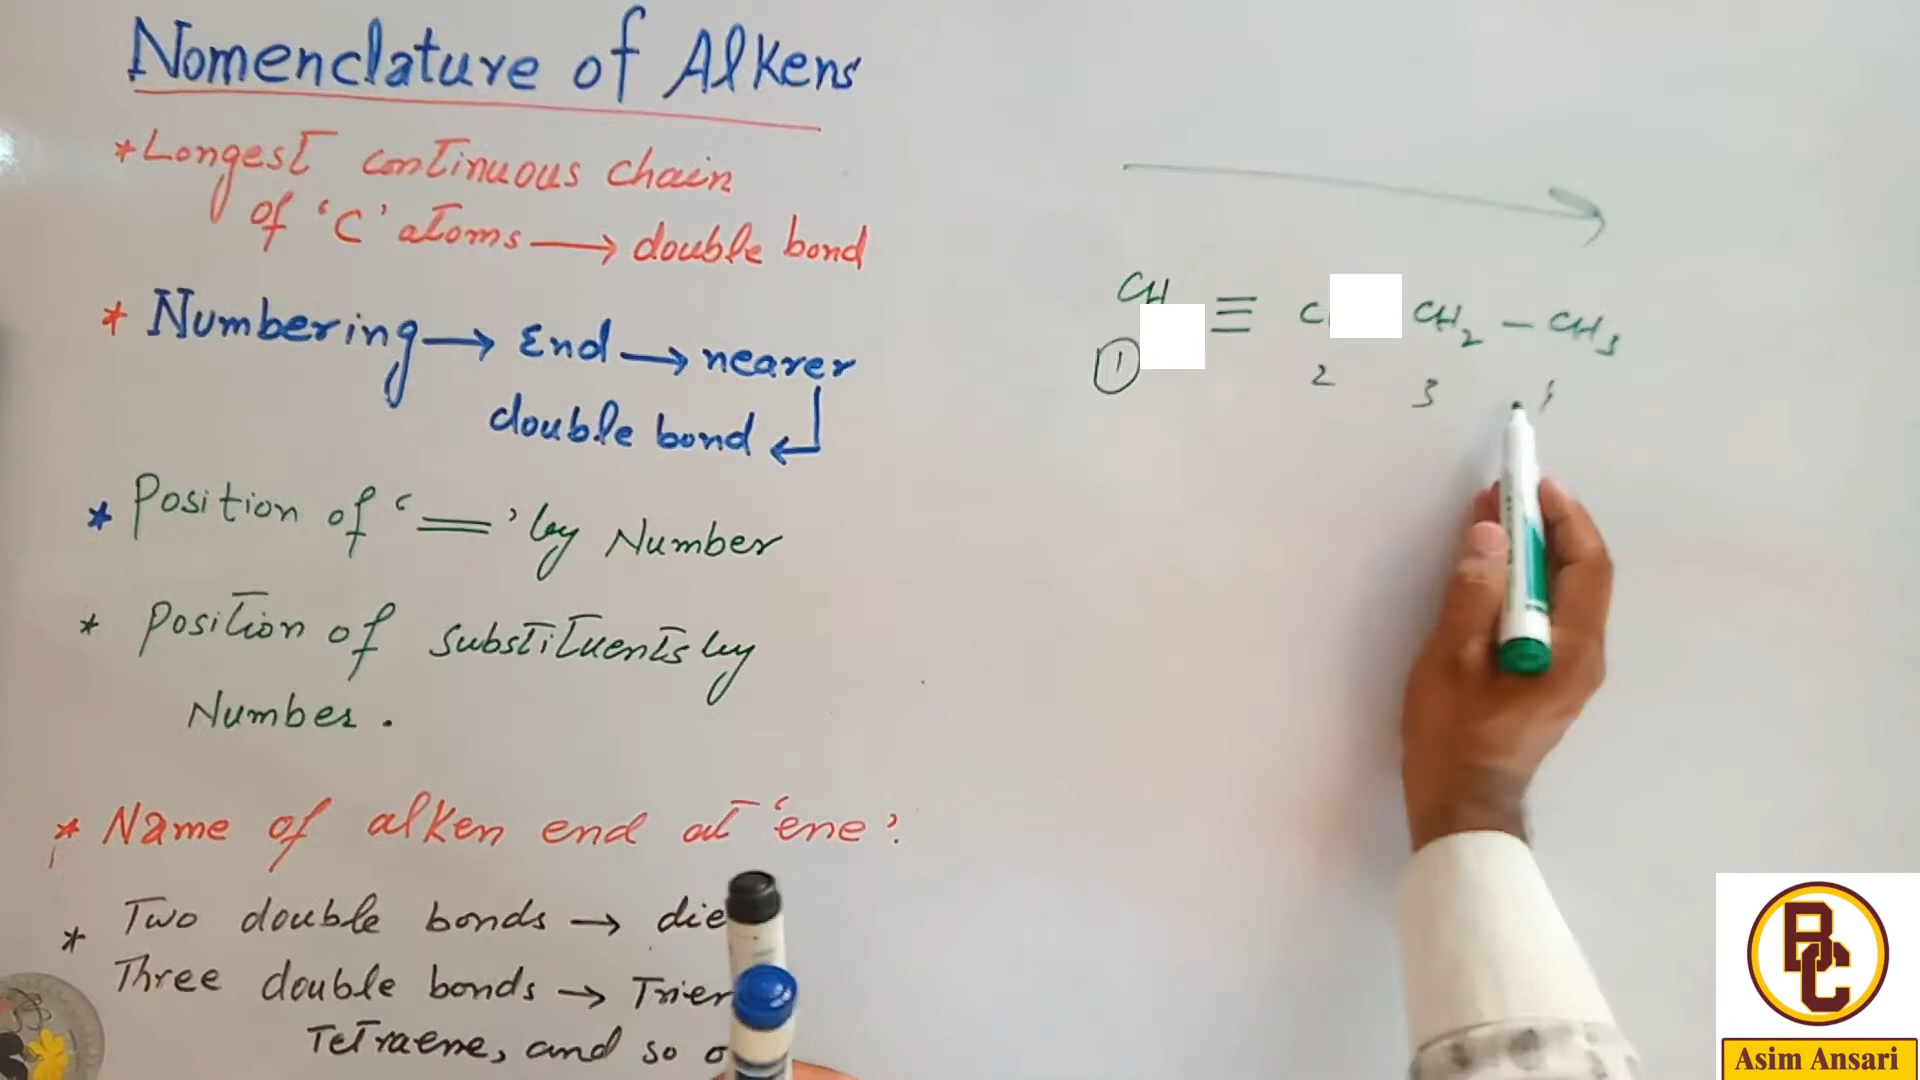 Nomenclature of Alkens
*Longest continuous chain
of 'C' atoms → double bond
* Numbering → End → nearer
double bond ↵
* Position of '=' by Number
* Position of substituents by
Number.
* Name of alken end at 'ene'.
* Two double bonds → die
Three double bonds → Trien
Tetraene, and so o
CH ≡ C CH₂ – CH₃
① 2 3
BC
Asim Ansari